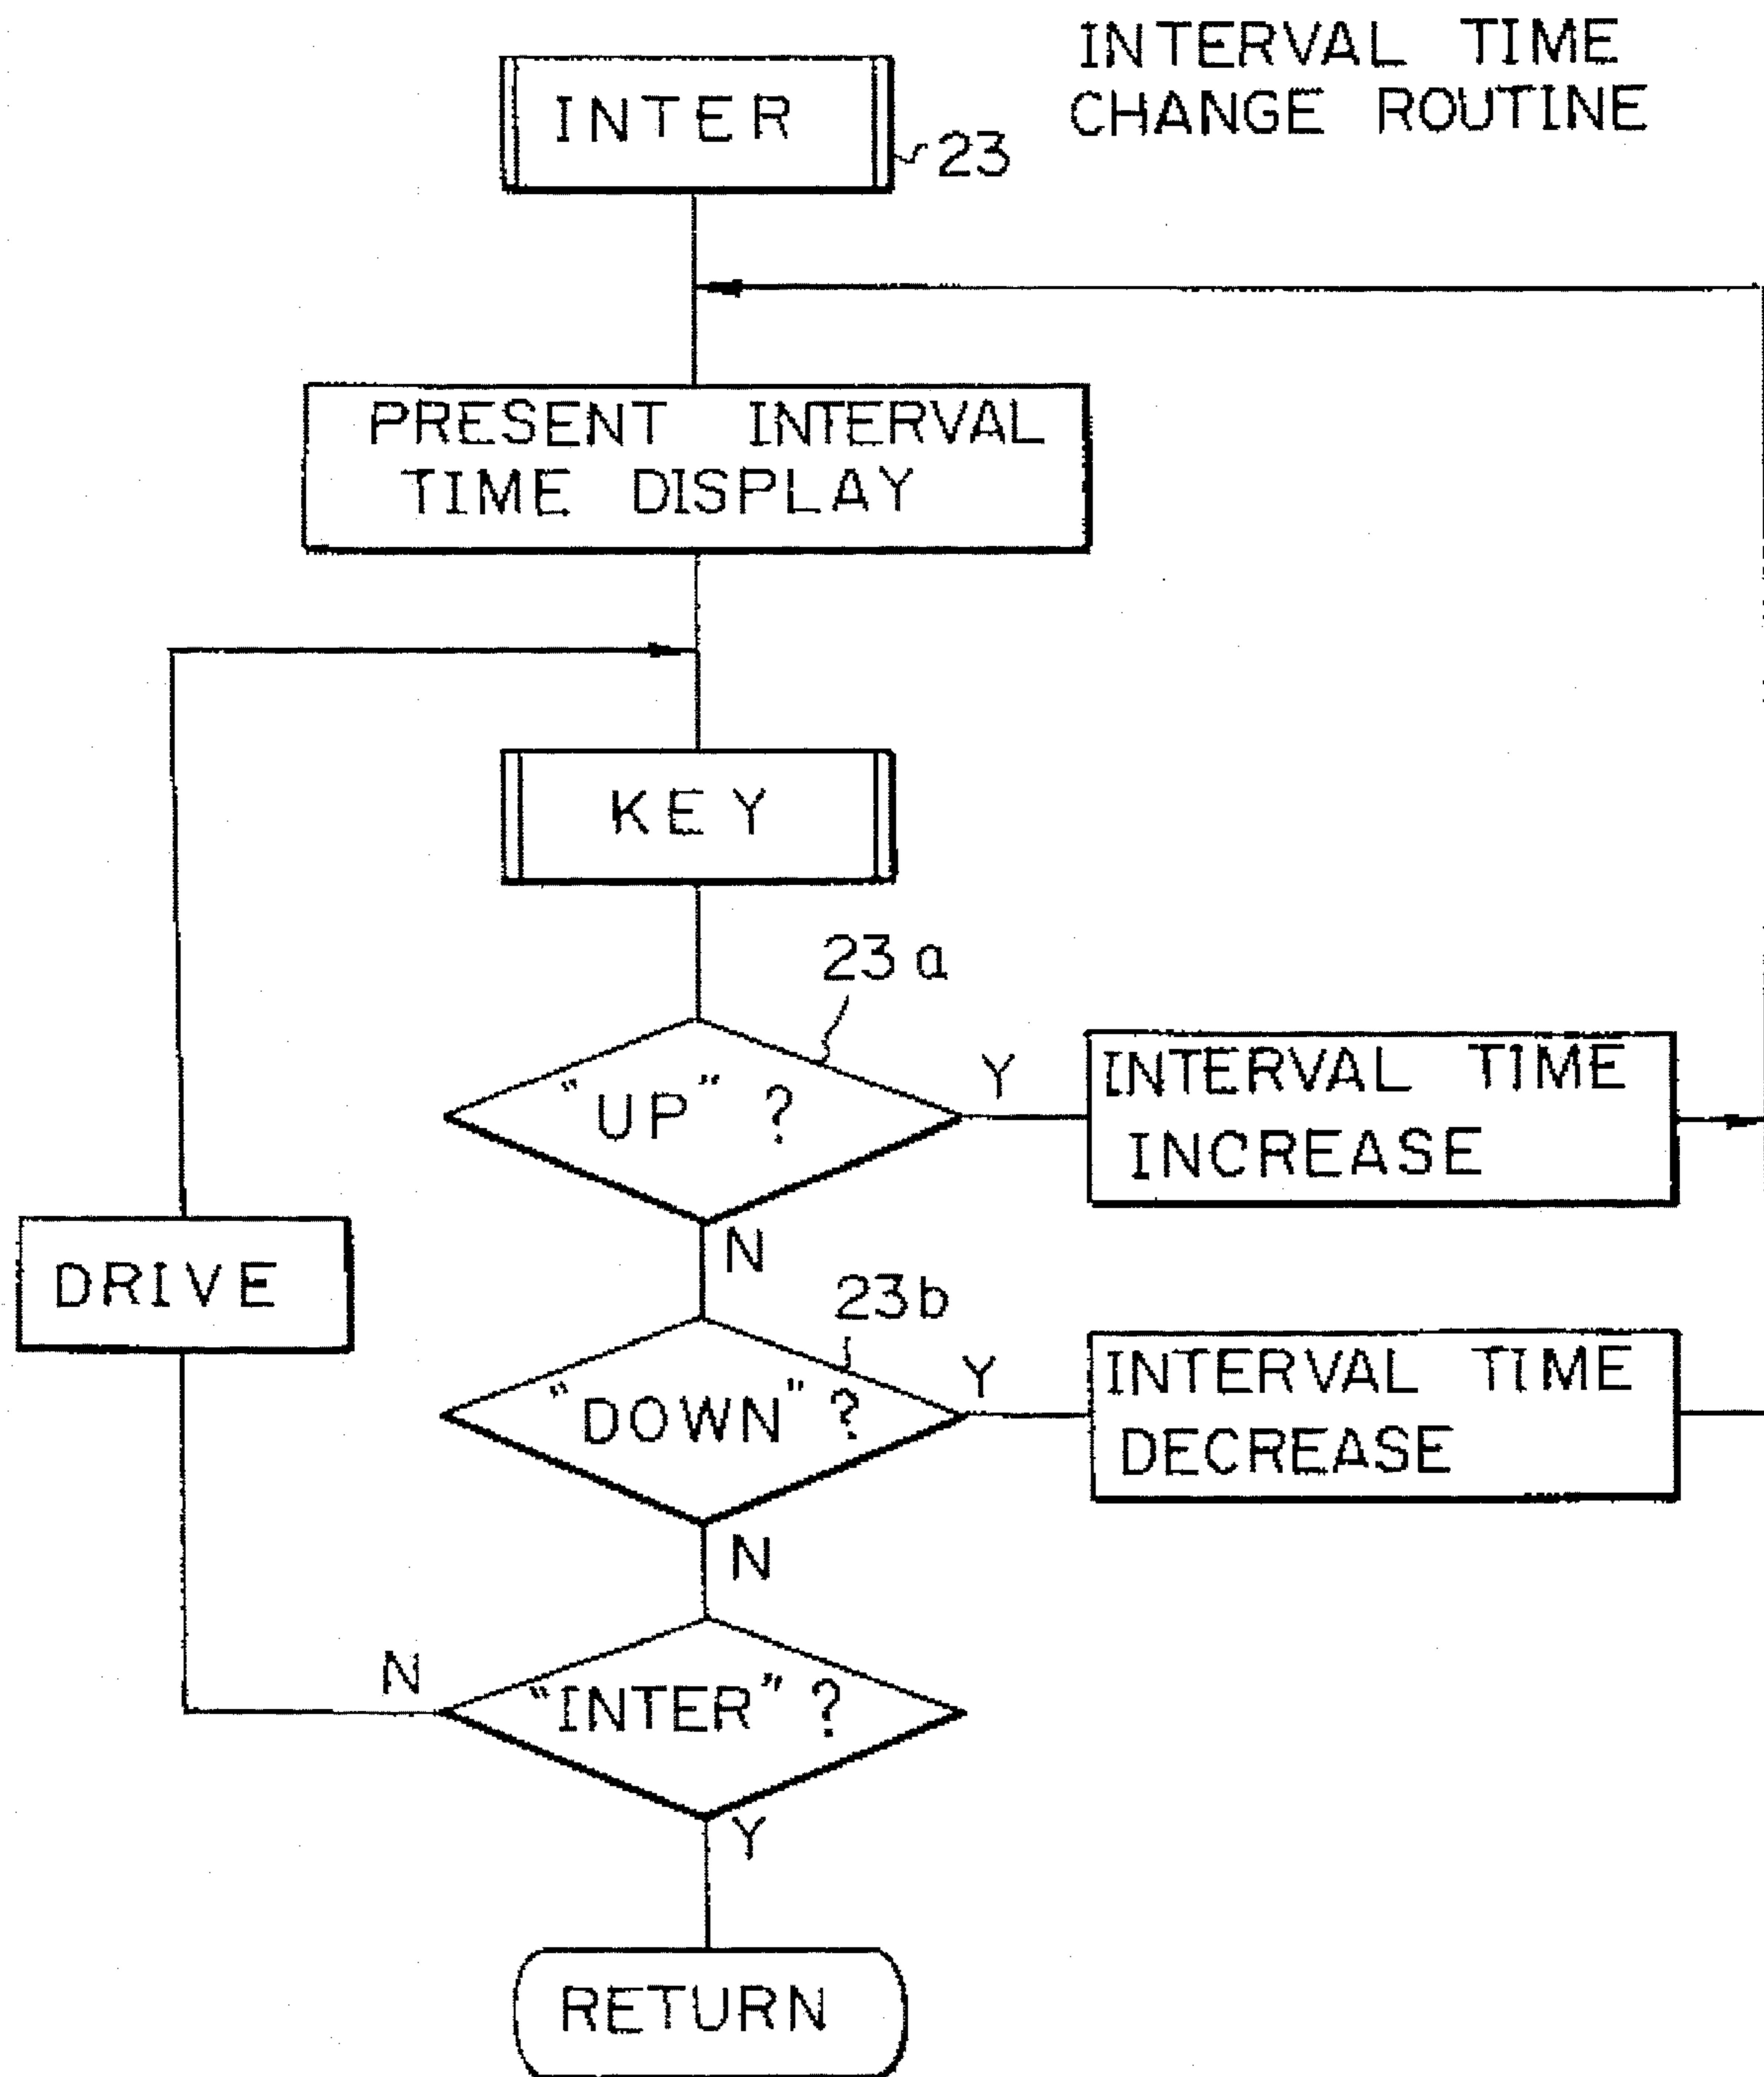 INTERVAL TIME
CHANGE ROUTINE
INTER
23
PRESENT INTERVAL
TIME DISPLAY
KEY
23a
"UP" ?
Y
INTERVAL TIME
INCREASE
N
DRIVE
23b
"DOWN" ?
Y
INTERVAL TIME
DECREASE
N
"INTER" ?
N
Y
RETURN